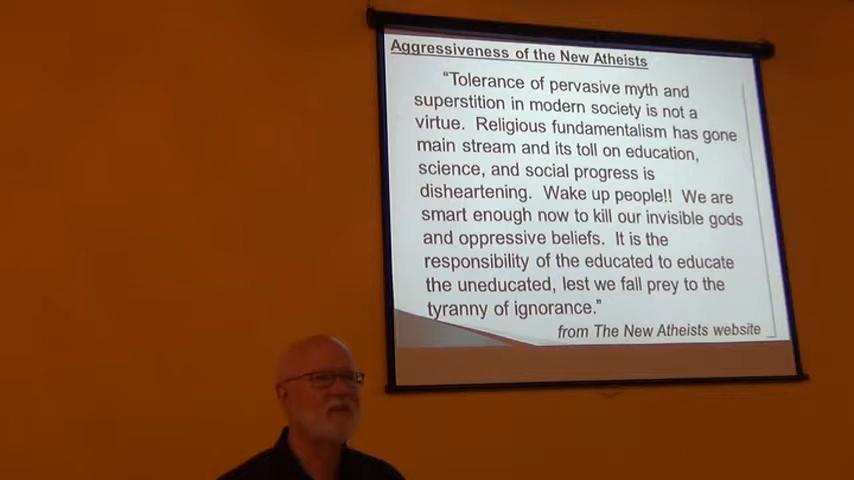 Aggressiveness of the New Atheists
"Tolerance of pervasive myth and
superstition in modern society is not a
virtue. Religious fundamentalism has gone
main stream and its toll on education,
science, and social progress is
disheartening. Wake up people!! We are
smart enough now to kill our invisible gods
and oppressive beliefs. It is the
responsibility of the educated to educate
the uneducated, lest we fall prey to the
tyranny of ignorance."
from The New Atheists website